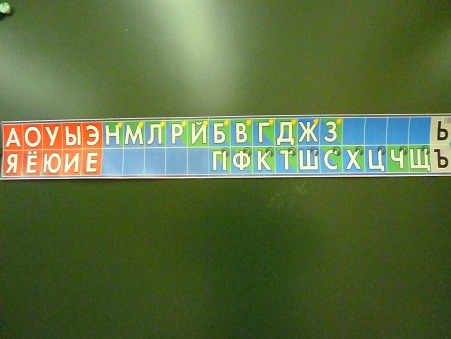 АОУЫЭНМЛРЙБВГДЖЗЬ
ЯЁЮИЕПФКТШСХЦЧЩЪ